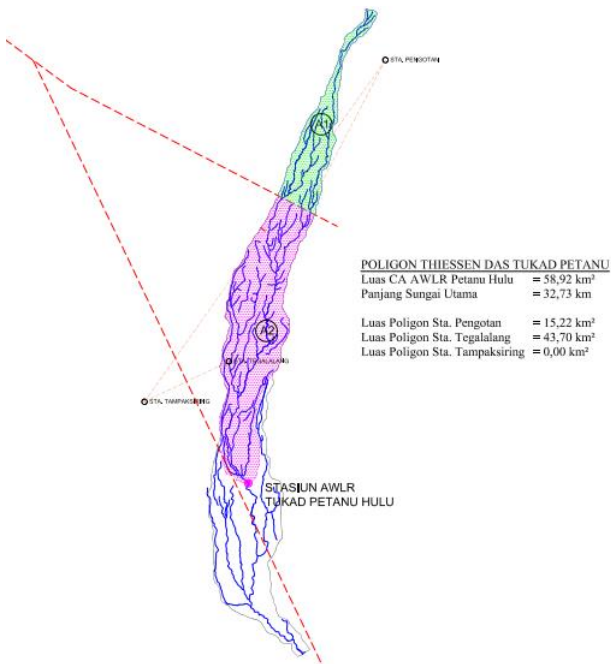 STA. PENGOTAN
A1
POLIGON THIESSEN DAS TUKAD PETANU
Luas CA AWLR Petanu Hulu = 58,92 km²
Panjang Sungai Utama = 32,73 km
Luas Poligon Sta. Pengotan = 15,22 km²
Luas Poligon Sta. Tegalalang = 43,70 km²
Luas Poligon Sta. Tampaksiring = 0,00 km²
A2
STA. TEGALALANG
STA. TAMPAKSIRING
STASIUN AWLR
TUKAD PETANU HULU